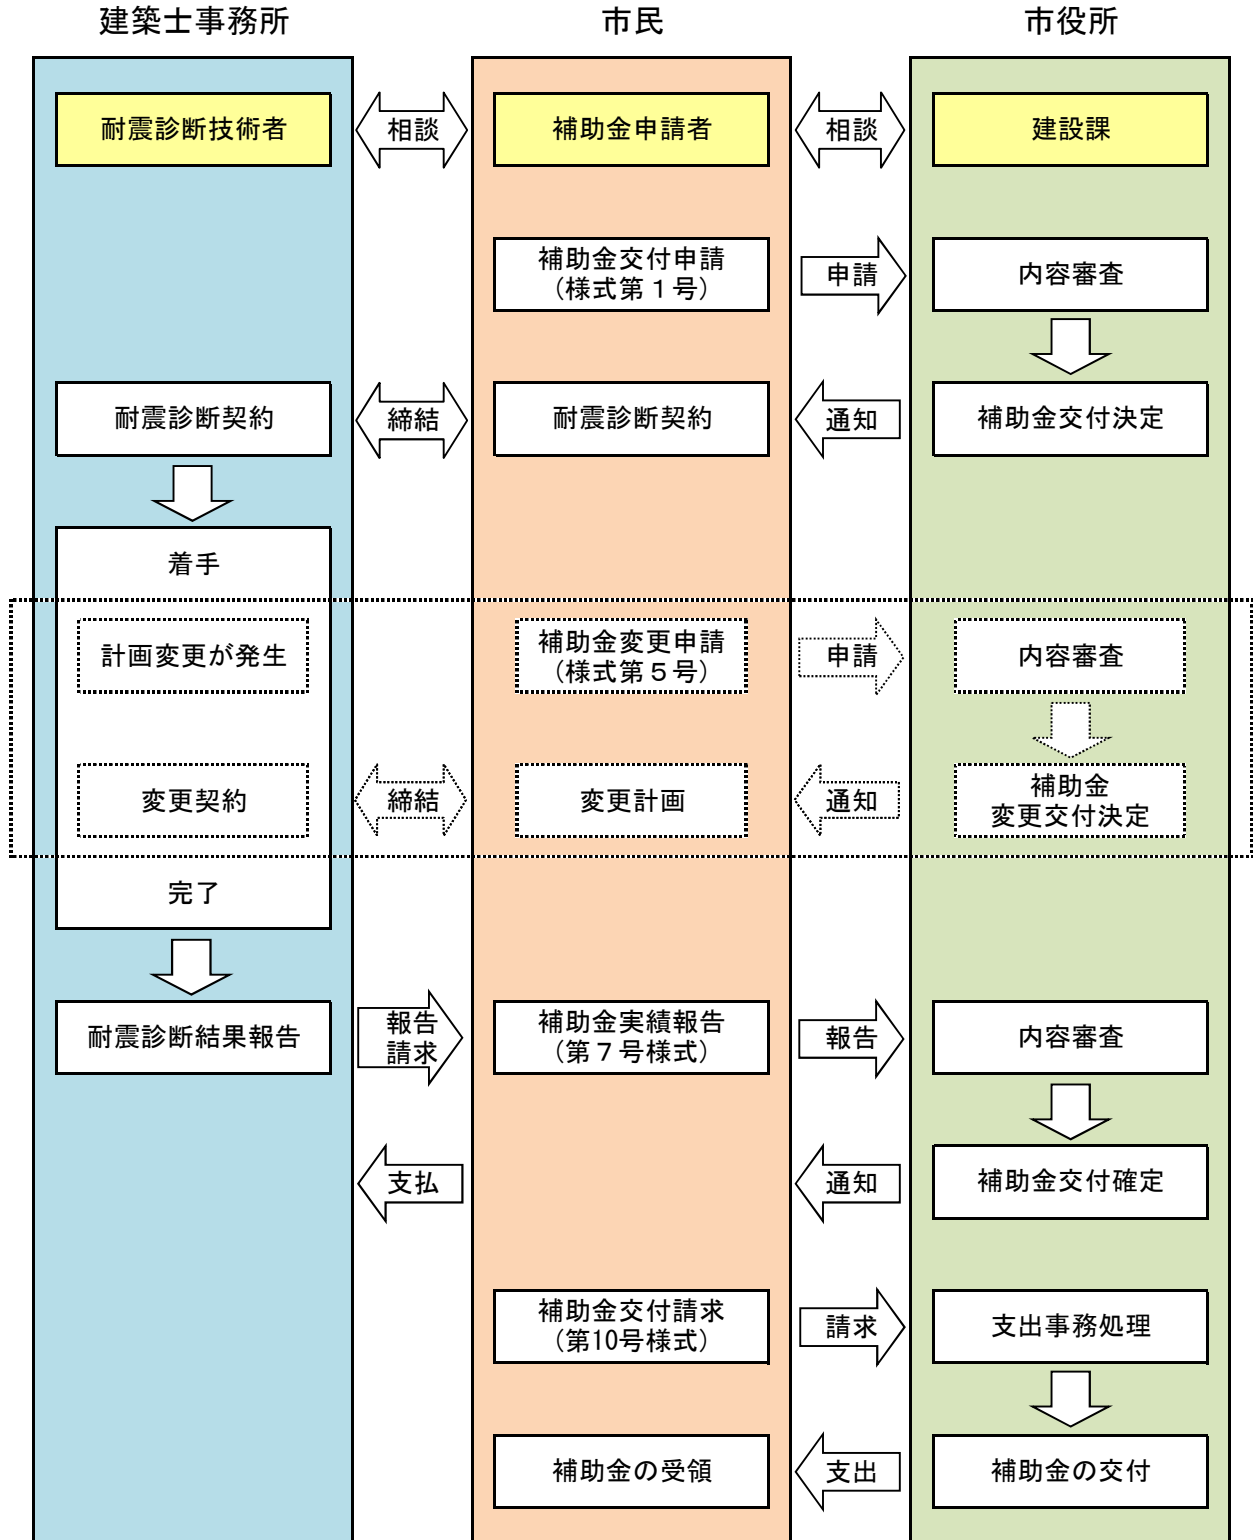 建築士事務所
市民
市役所
耐震診断技術者
相談
補助金申請者
相談
建設課
補助金交付申請
（様式第１号）
申請
内容審査
耐震診断契約
締結
耐震診断契約
通知
補助金交付決定
着手
計画変更が発生
補助金変更申請
（様式第５号）
申請
内容審査
変更契約
締結
変更計画
通知
補助金
変更交付決定
完了
耐震診断結果報告
報告
請求
補助金実績報告
（第７号様式）
報告
内容審査
支払
通知
補助金交付確定
補助金交付請求
（第10号様式）
請求
支出事務処理
補助金の受領
支出
補助金の交付